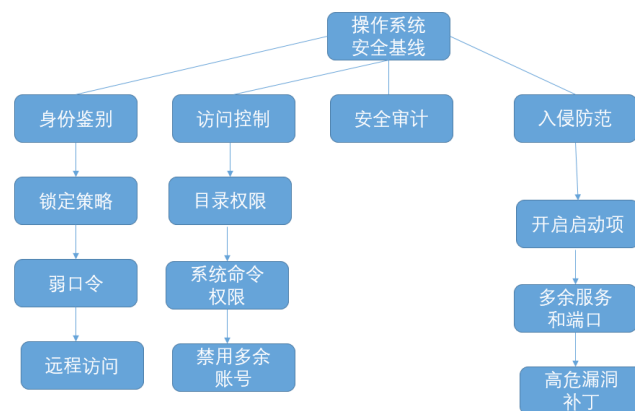 操作系统
安全基线
身份鉴别
访问控制
安全审计
入侵防范
锁定策略
目录权限
开启启动项
弱口令
系统命令
权限
多余服务
和端口
远程访问
禁用多余
账号
高危漏洞
补丁